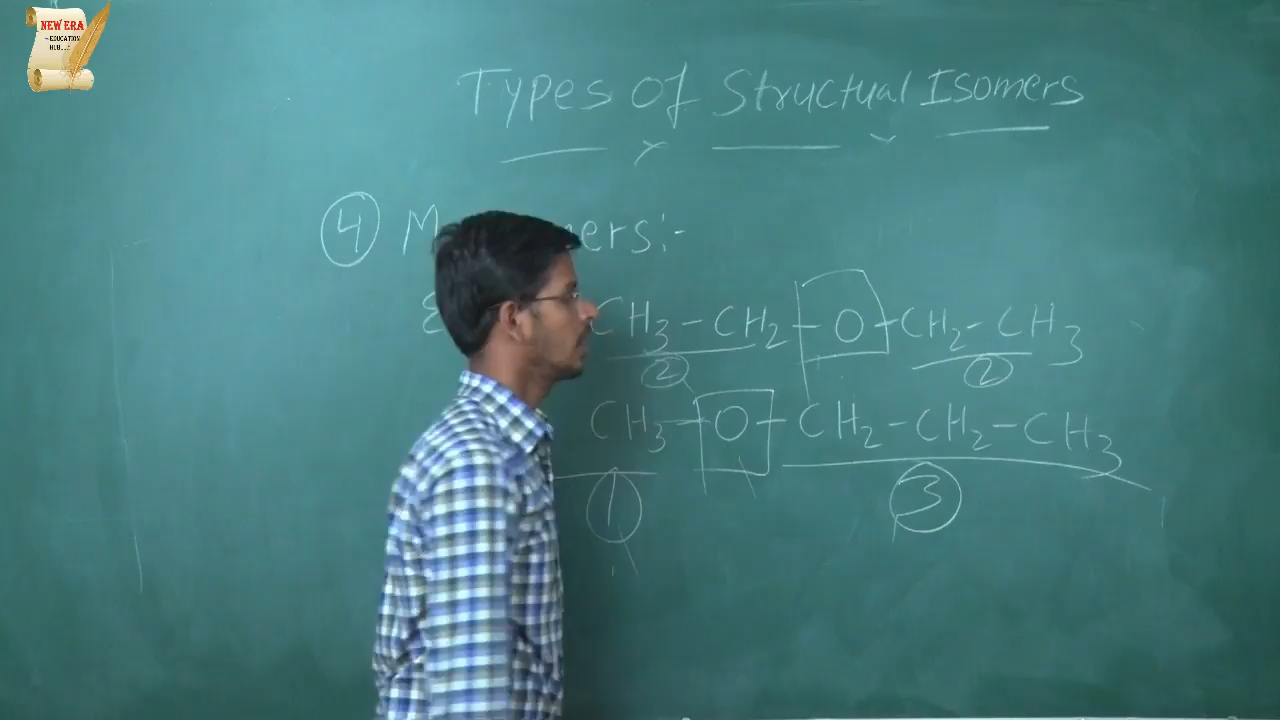 NEW ERA
EDUCATION
HUB...
Types of Structual Isomers
④ ers:-
CH3-CH2-O-CH2-CH3
② ②
CH3-O-CH2-CH2-CH3
① ③